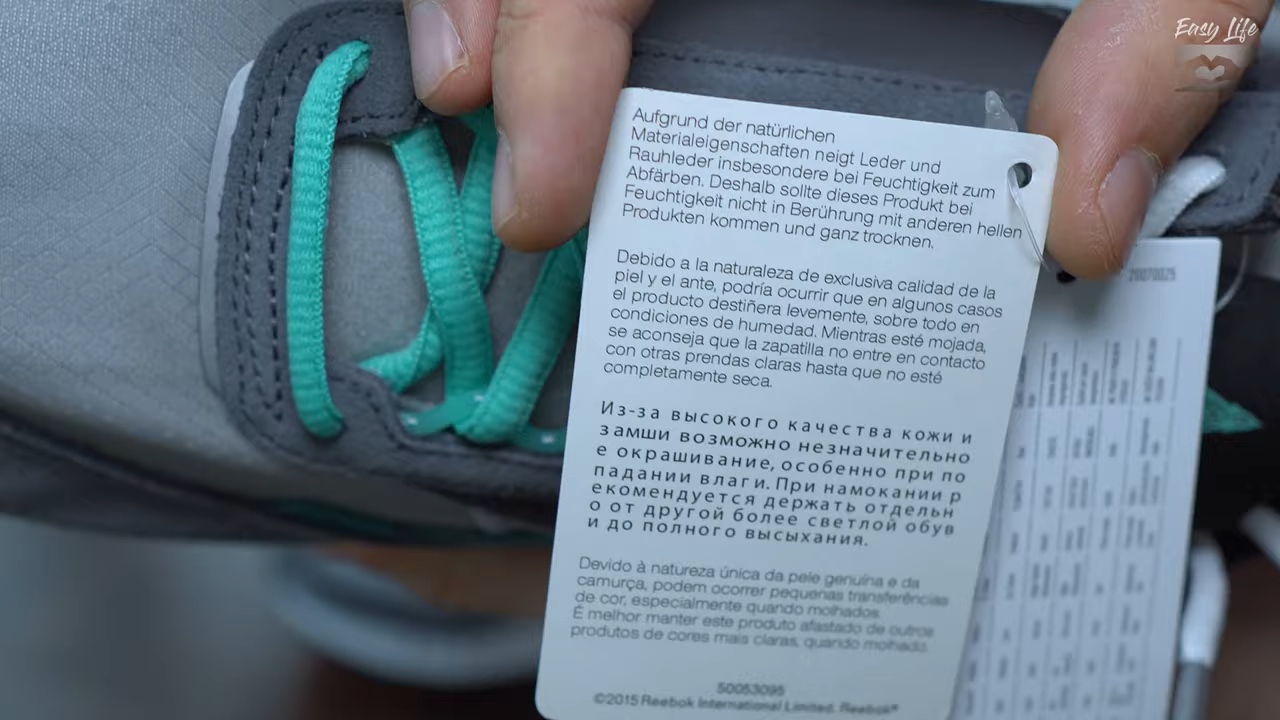 Easy Life
Aufgrund der natürlichen
Materialeigenschaften neigt Leder und
Rauhleder insbesondere bei Feuchtigkeit zum
Abfärben. Deshalb sollte dieses Produkt bei
Feuchtigkeit nicht in Berührung mit anderen hellen
Produkten kommen und ganz trocknen.
Debido a la naturaleza de exclusiva calidad de la
piel y el ante, podría ocurrir que en algunos casos
el producto destiñera levemente, sobre todo en
condiciones de humedad. Mientras esté mojada,
se aconseja que la zapatilla no entre en contacto
con otras prendas claras hasta que no esté
completamente seca.
Из-за высокого качества кожи и
замши возможно незначительно
е окрашивание, особенно при по
падании влаги. При намокании р
екомендуется держать отдельн
о от другой более светлой обув
и до полного высыхания.
Devido à natureza única da pele genuína e da
camurça, podem ocorrer pequenas transferências
de cor, especialmente quando molhados.
É melhor manter este produto afastado de outros
produtos de cores mais claras, quando molhado.
50053095
©2015 Reebok International Limited. Reebok®